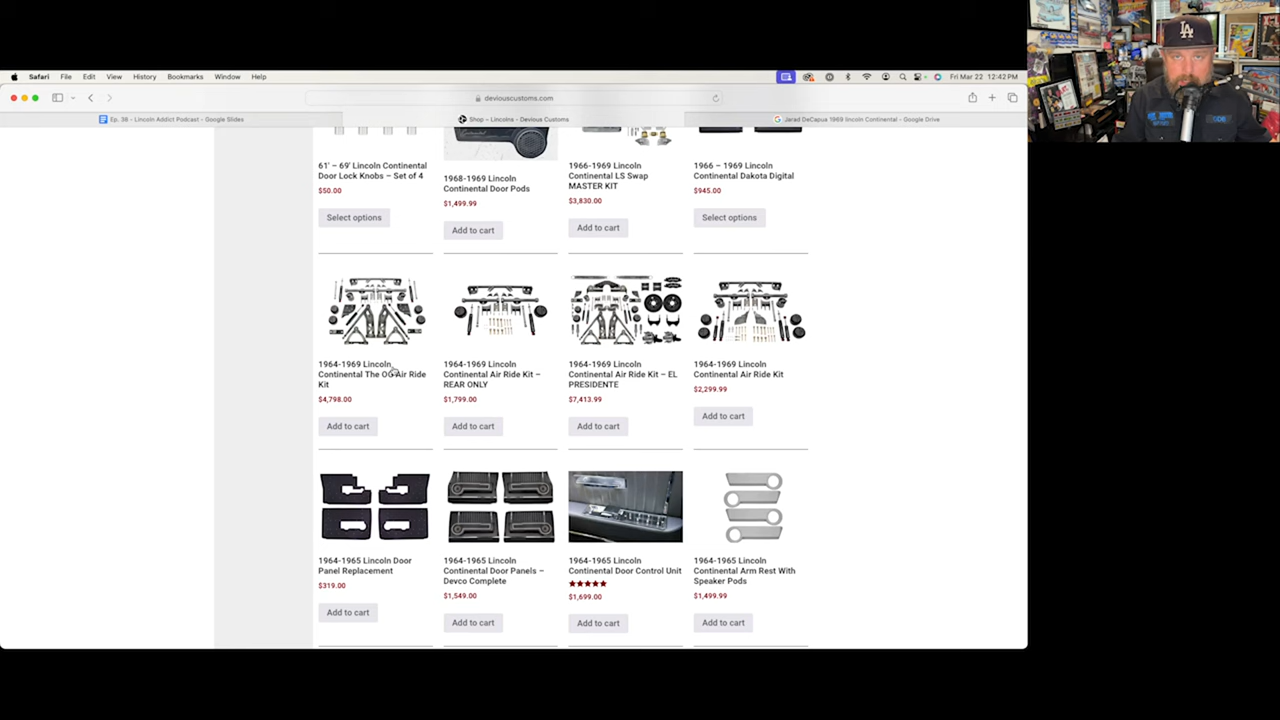 Safari File Edit View History Bookmarks Window Help
Fri Mar 22 12:42 PM
deviouscustoms.com
Ep. 36 - Lincoln Addict Podcast - Google Slides
Shop – Lincolns – Devious Customs
Jarad DeCapua 1969 lincoln Continental - Google Drive
61' – 69' Lincoln Continental
Door Lock Knobs – Set of 4
$50.00
Select options
1968-1969 Lincoln
Continental Door Pods
$1,499.99
Add to cart
1966-1969 Lincoln
Continental LS Swap
MASTER KIT
$3,830.00
Add to cart
1966 – 1969 Lincoln
Continental Dakota Digital
$945.00
Select options
1964-1969 Lincoln
Continental The OG Air Ride
Kit
$4,798.00
Add to cart
1964-1969 Lincoln
Continental Air Ride Kit –
REAR ONLY
$1,799.00
Add to cart
1964-1969 Lincoln
Continental Air Ride Kit – EL
PRESIDENTE
$7,413.99
Add to cart
1964-1969 Lincoln
Continental Air Ride Kit
$2,299.99
Add to cart
1964-1965 Lincoln Door
Panel Replacement
$319.00
Add to cart
1964-1965 Lincoln
Continental Door Panels –
Devco Complete
$1,549.00
Add to cart
1964-1965 Lincoln
Continental Door Control Unit
$1,699.00
Add to cart
1964-1965 Lincoln
Continental Arm Rest With
Speaker Pods
$1,499.99
Add to cart
LA